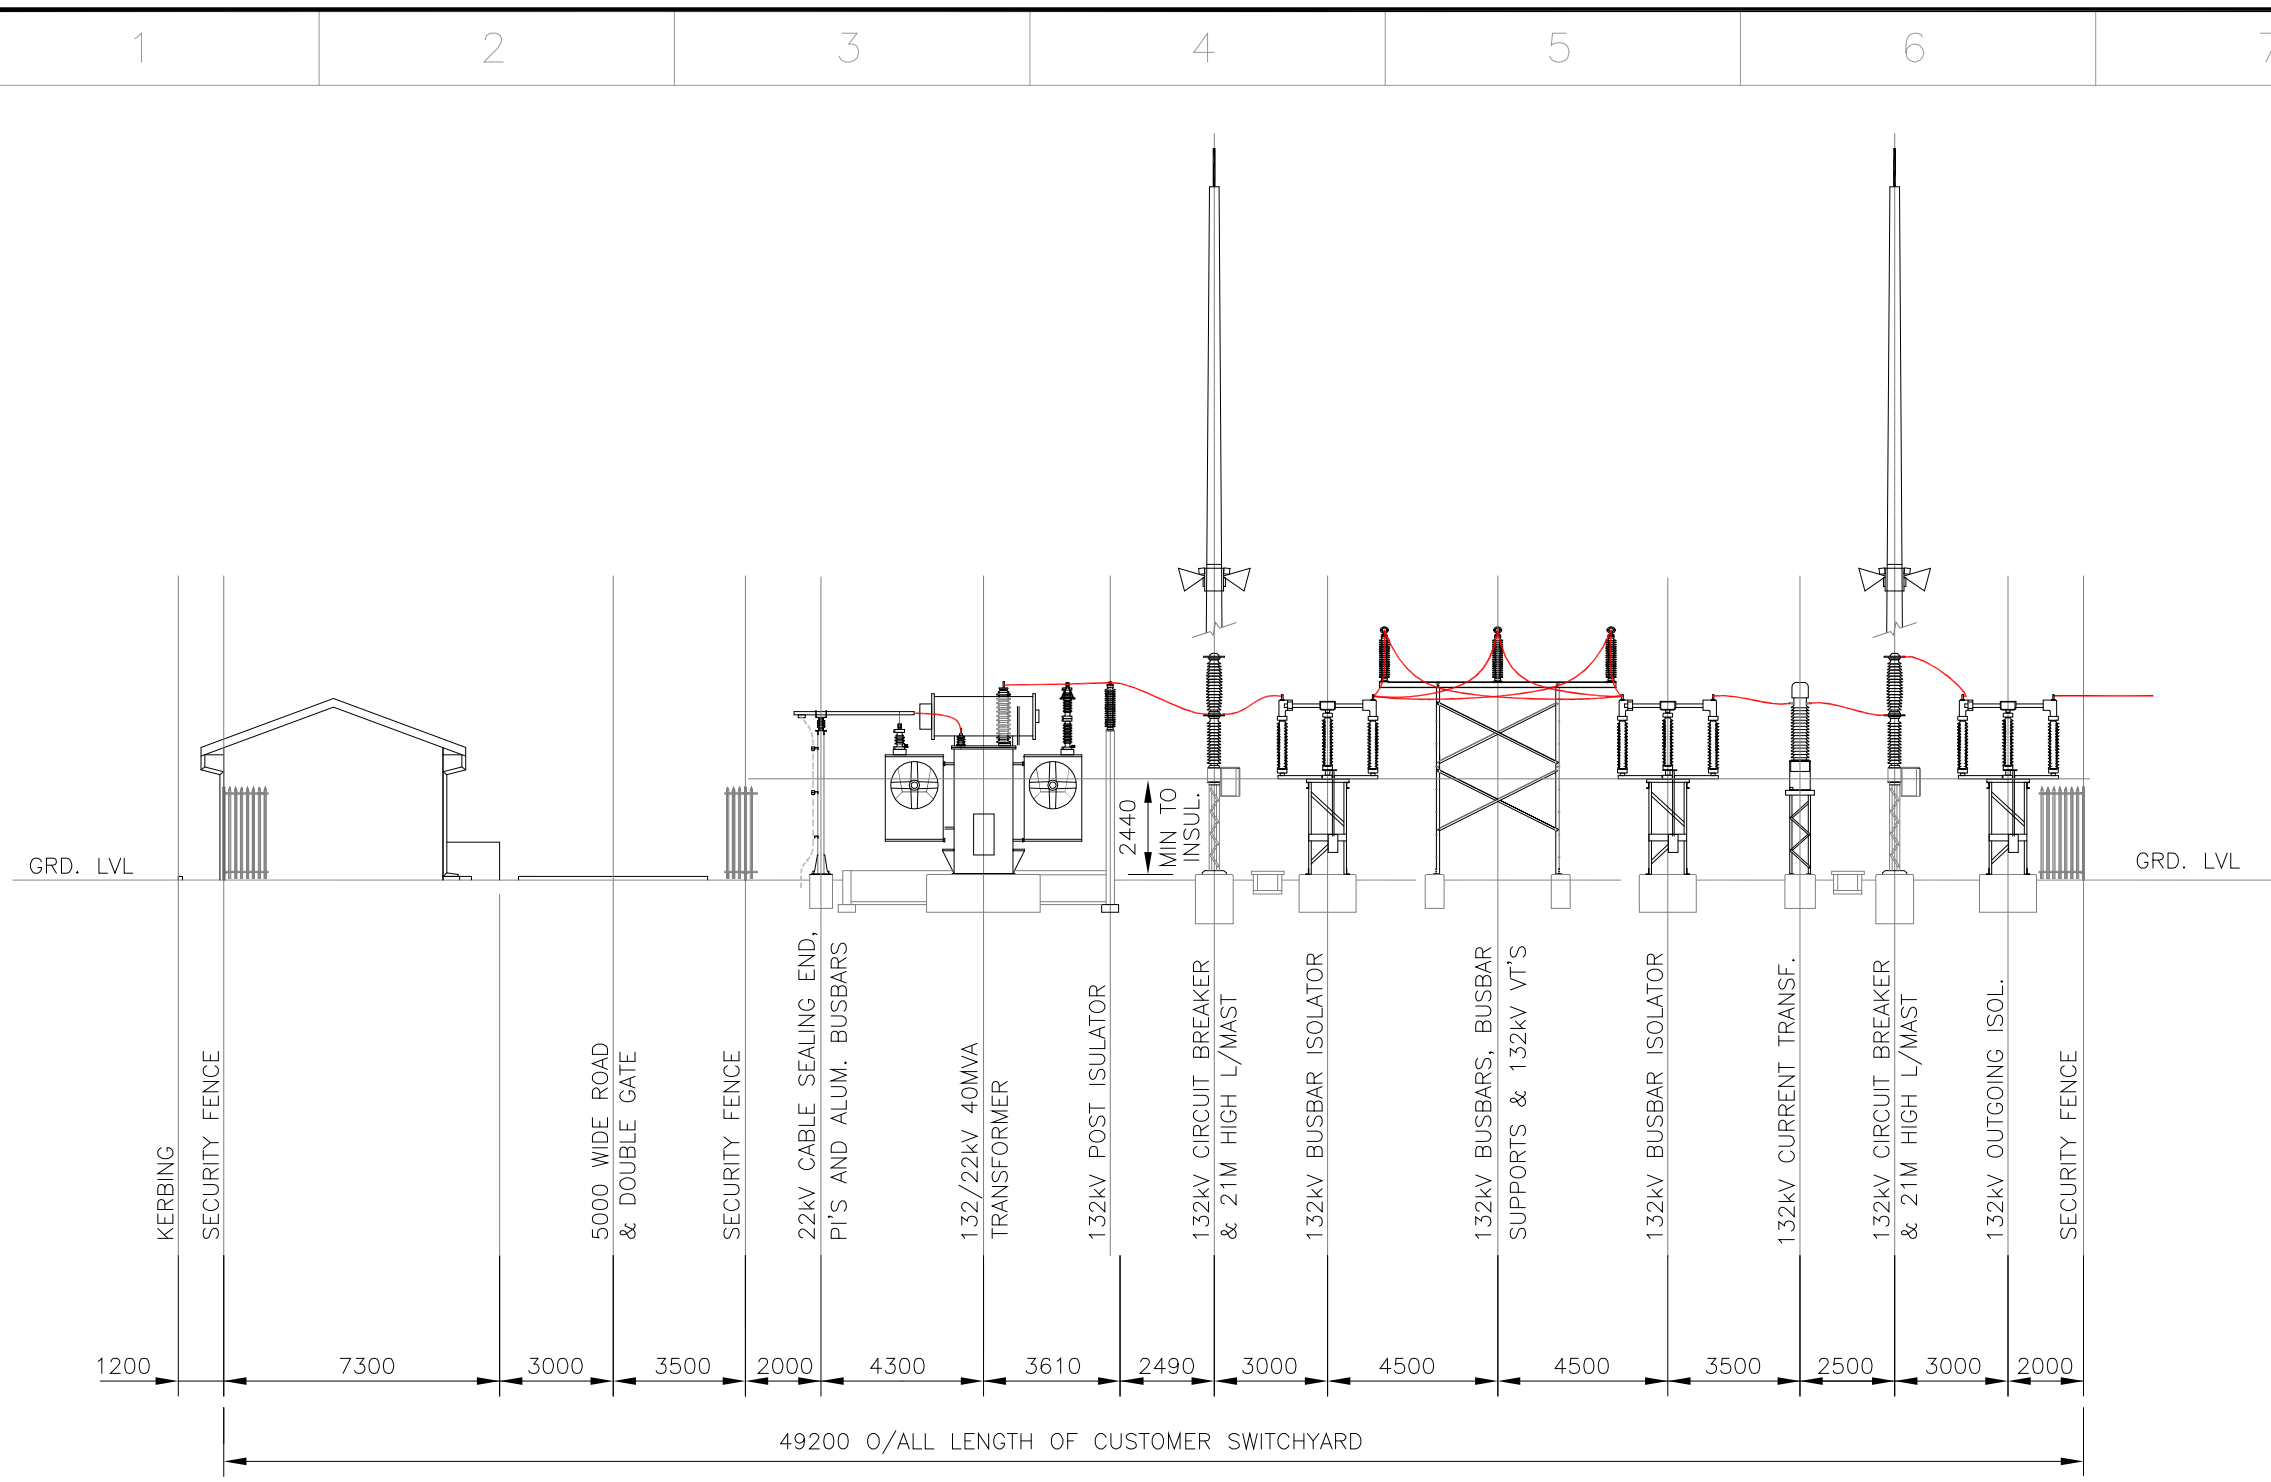 1
2
3
4
5
6
GRD. LVL
GRD. LVL
2440
MIN TO
INSUL.
KERBING
SECURITY FENCE
5000 WIDE ROAD
& DOUBLE GATE
SECURITY FENCE
22kV CABLE SEALING END,
PI'S AND ALUM. BUSBARS
132/22kV 40MVA
TRANSFORMER
132kV POST ISULATOR
132kV CIRCUIT BREAKER
& 21M HIGH L/MAST
132kV BUSBAR ISOLATOR
132kV BUSBARS, BUSBAR
SUPPORTS & 132kV VT'S
132kV BUSBAR ISOLATOR
132kV CURRENT TRANSF.
132kV CIRCUIT BREAKER
& 21M HIGH L/MAST
132kV OUTGOING ISOL.
SECURITY FENCE
1200
7300
3000
3500
2000
4300
3610
2490
3000
4500
4500
3500
2500
3000
2000
49200 O/ALL LENGTH OF CUSTOMER SWITCHYARD